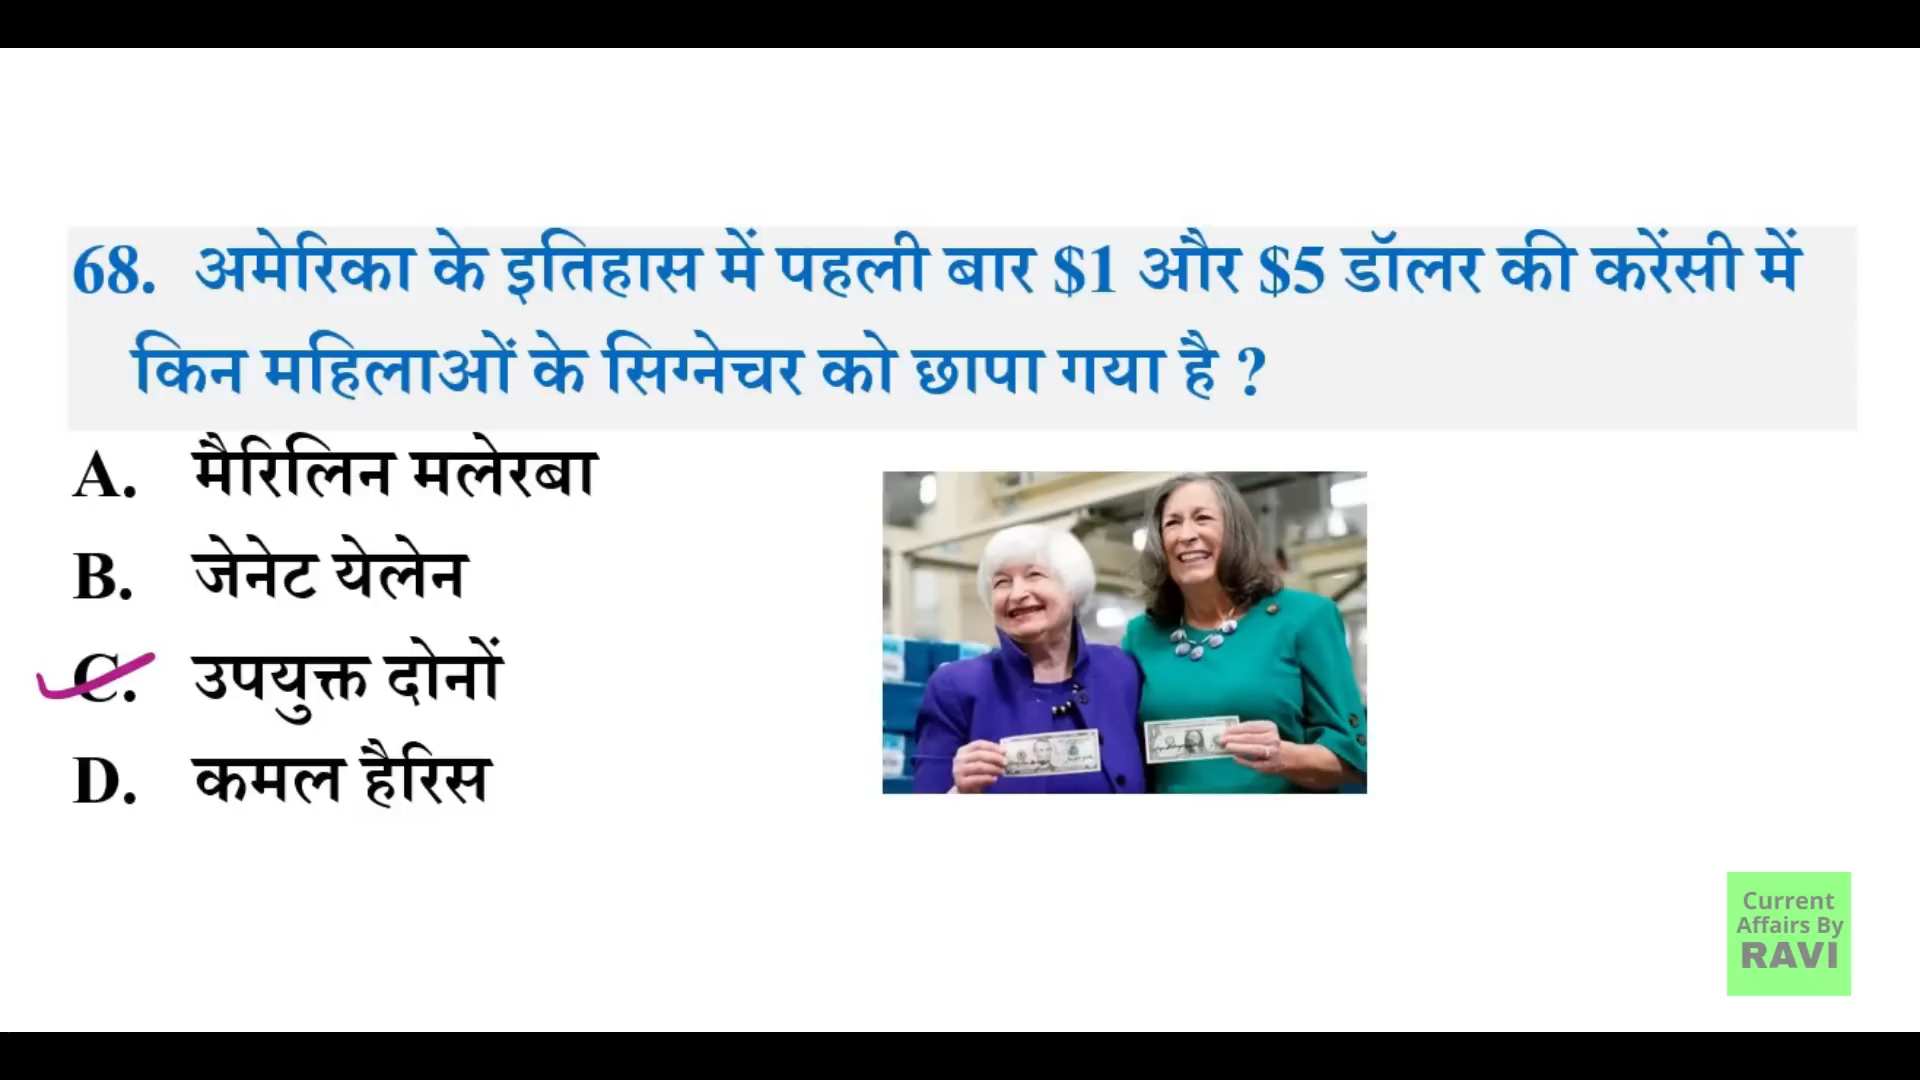 68. अमेरिका के इतिहास में पहली बार $1 और $5 डॉलर की करेंसी में
किन महिलाओं के सिग्नेचर को छापा गया है ?
A. मैरिलिन मलेरबा
B. जेनेट येलेन
C. उपयुक्त दोनों
D. कमल हैरिस
Current
Affairs By
RAVI